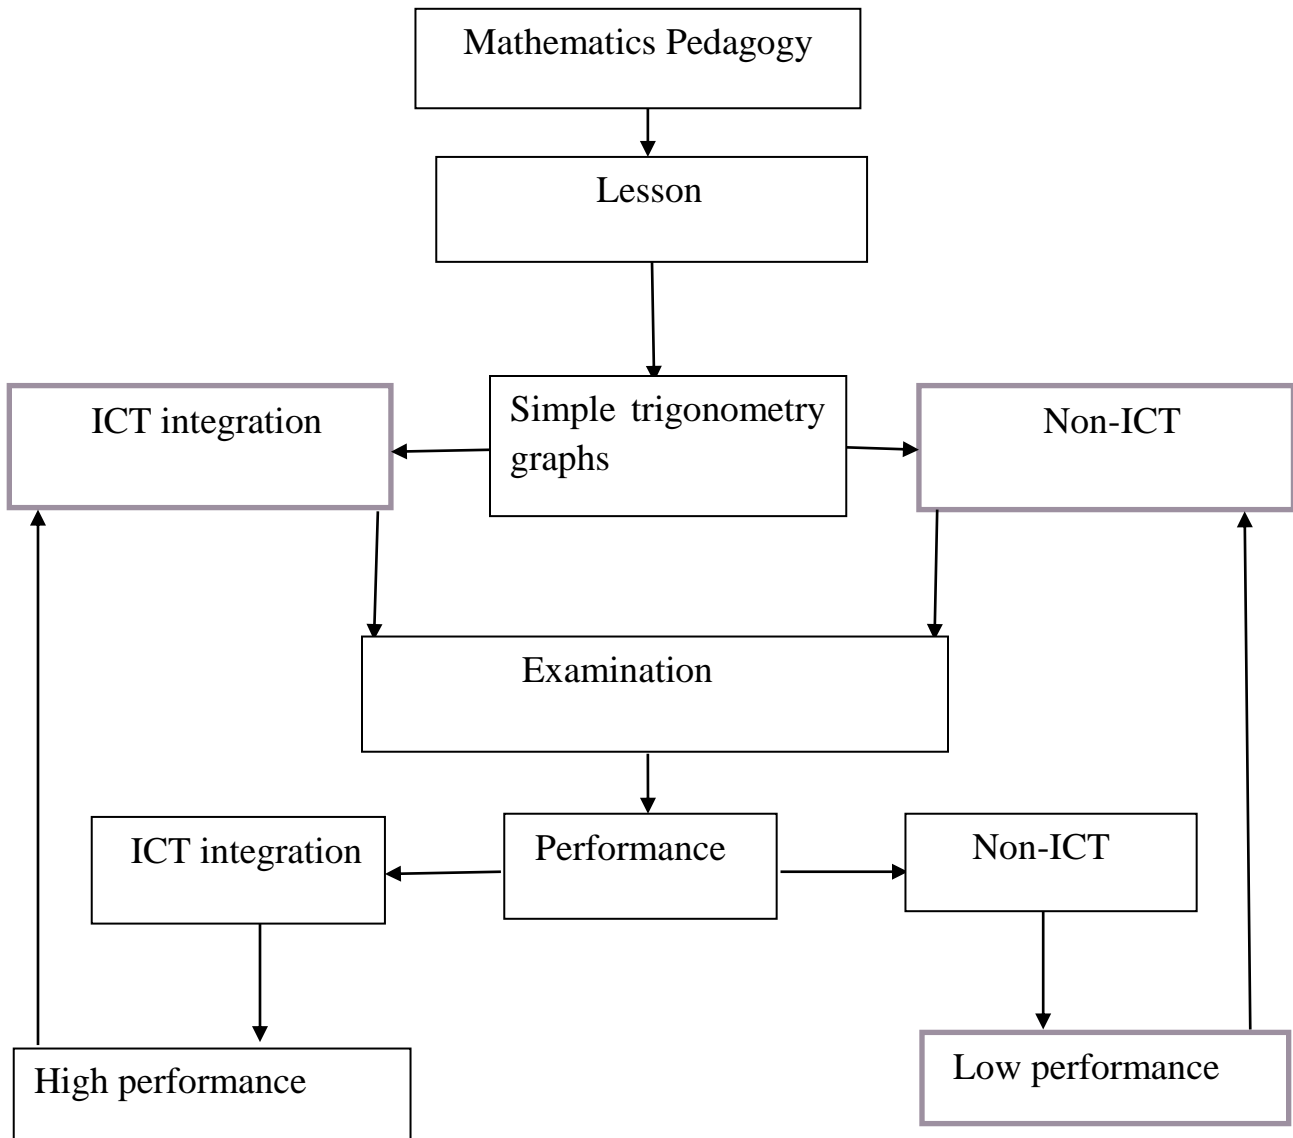 Mathematics Pedagogy
Lesson
ICT integration
Simple trigonometry
graphs
Non-ICT
Examination
ICT integration
Performance
Non-ICT
High performance
Low performance